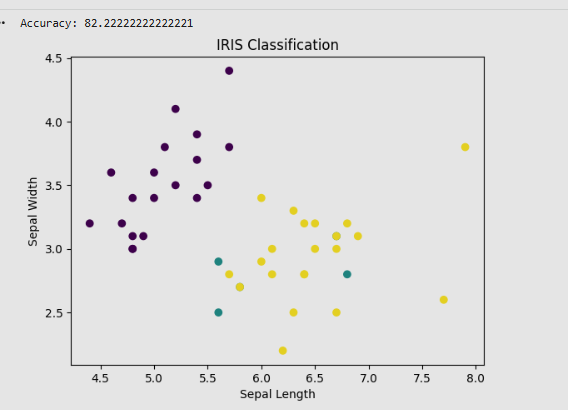 Accuracy: 82.22222222222221
IRIS Classification
4.5
4.0
3.5
3.0
2.5
Sepal Width
4.5 5.0 5.5 6.0 6.5 7.0 7.5 8.0
Sepal Length